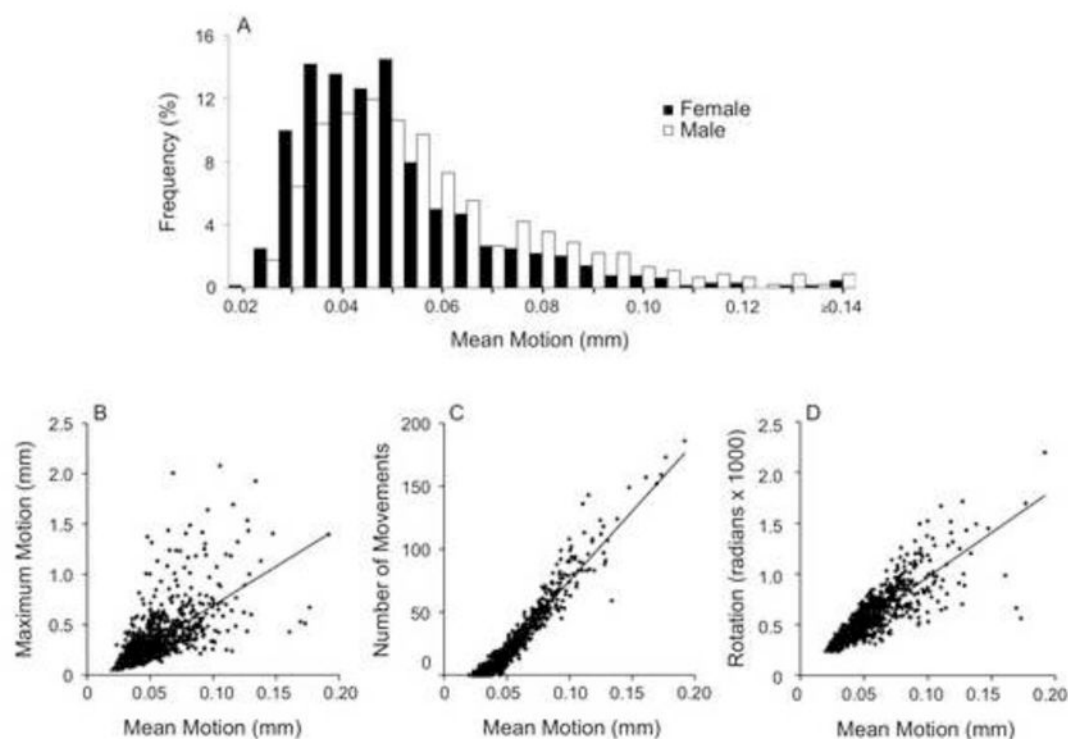 A
16
12
8
4
0
Frequency (%)
Female
Male
0.02 0.04 0.06 0.08 0.10 0.12 ≥0.14
Mean Motion (mm)
B
2.5
2.0
1.5
1.0
0.5
0
Maximum Motion (mm)
0 0.05 0.10 0.15 0.20
Mean Motion (mm)
C
200
150
100
50
0
Number of Movements
0 0.05 0.10 0.15 0.20
Mean Motion (mm)
D
2.5
2.0
1.5
1.0
0.5
0
Rotation (radians x 1000)
0 0.05 0.10 0.15 0.20
Mean Motion (mm)